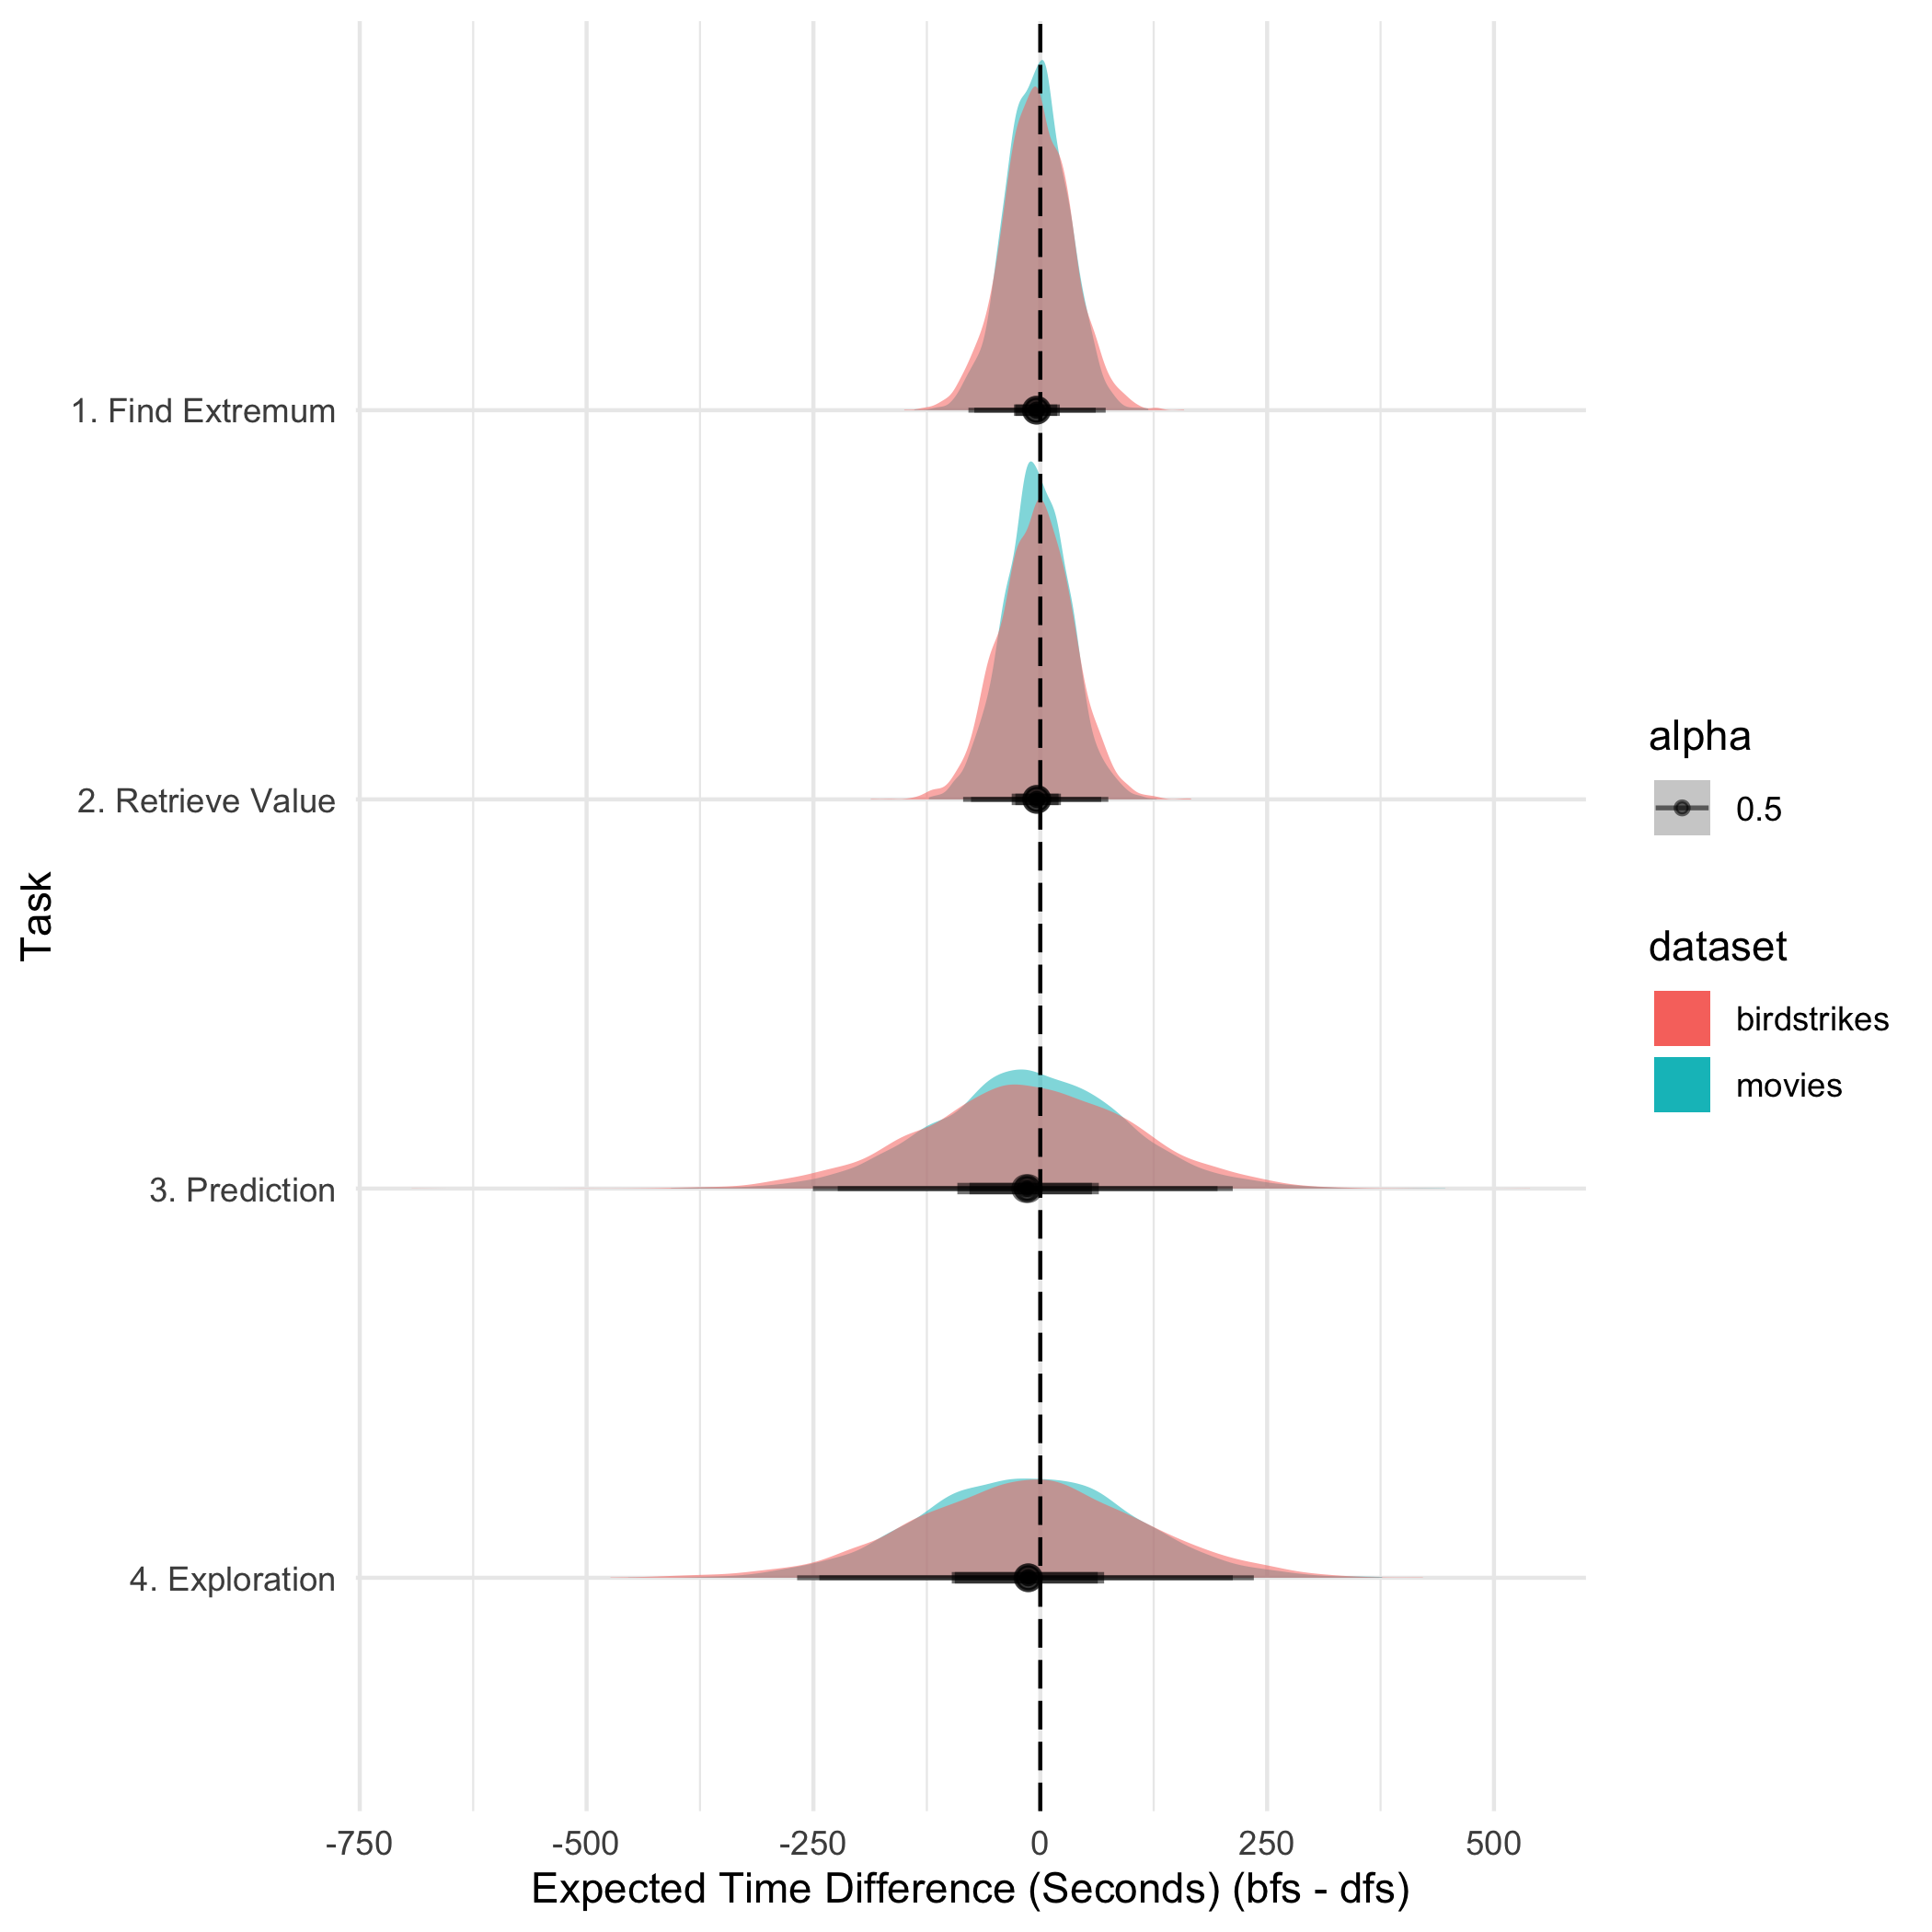 1. Find Extremum
2. Retrieve Value
3. Prediction
4. Exploration
Task
-750 -500 -250 0 250 500
Expected Time Difference (Seconds) (bfs - dfs)
alpha
0.5
dataset
birdstrikes
movies